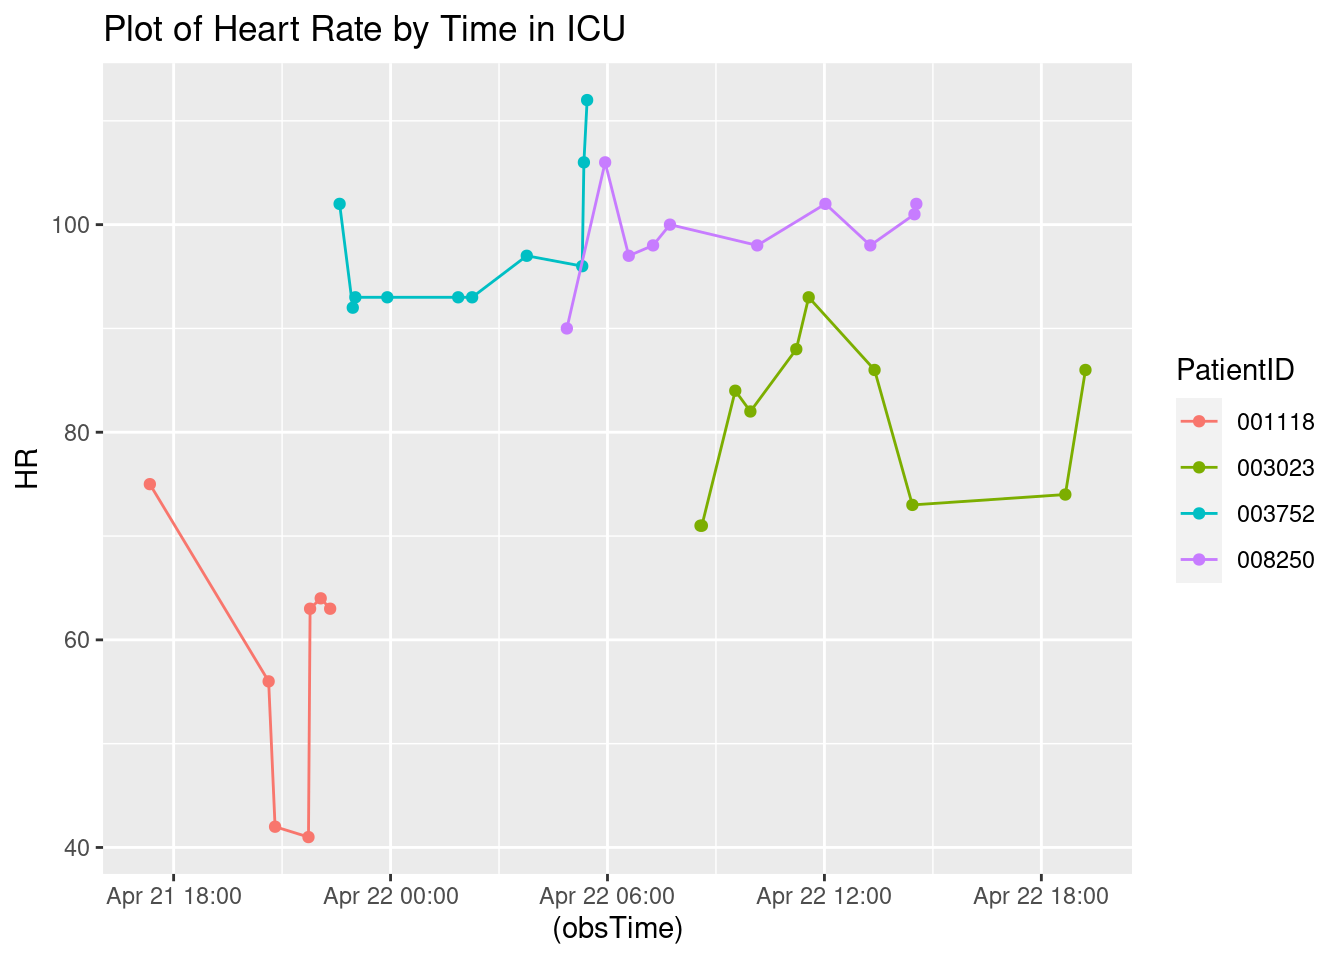 Plot of Heart Rate by Time in ICU
HR
100
80
60
40
Apr 21 18:00
Apr 22 00:00
Apr 22 06:00
Apr 22 12:00
Apr 22 18:00
(obsTime)
PatientID
001118
003023
003752
008250